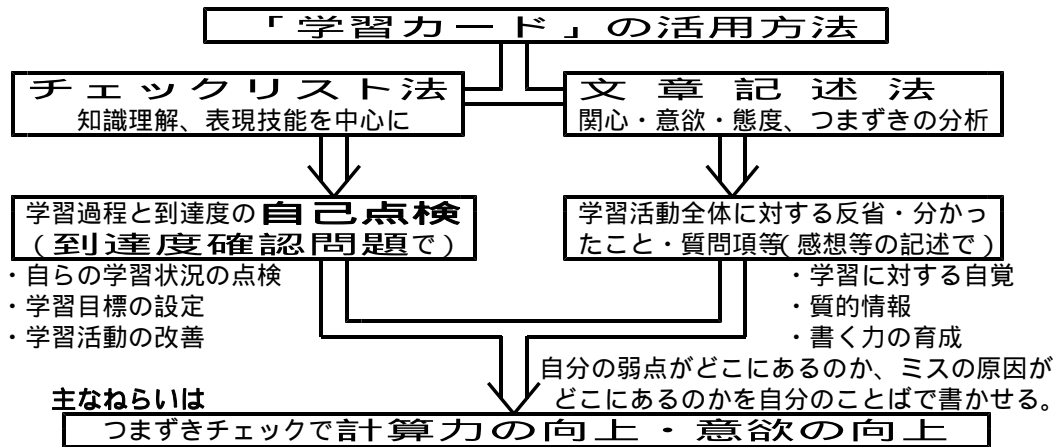 「学習カード」の活用方法
チェックリスト法
知識理解、表現技能を中心に
文章記述法
関心・意欲・態度、つまずきの分析
学習過程と到達度の自己点検
(到達度確認問題で)
学習活動全体に対する反省・分かっ
たこと・質問項等(感想等の記述で)
・自らの学習状況の点検
・学習目標の設定
・学習活動の改善
・学習に対する自覚
・質的情報
・書く力の育成
自分の弱点がどこにあるのか、ミスの原因が
どこにあるのかを自分のことばで書かせる。
主なねらいは
つまずきチェックで計算力の向上・意欲の向上